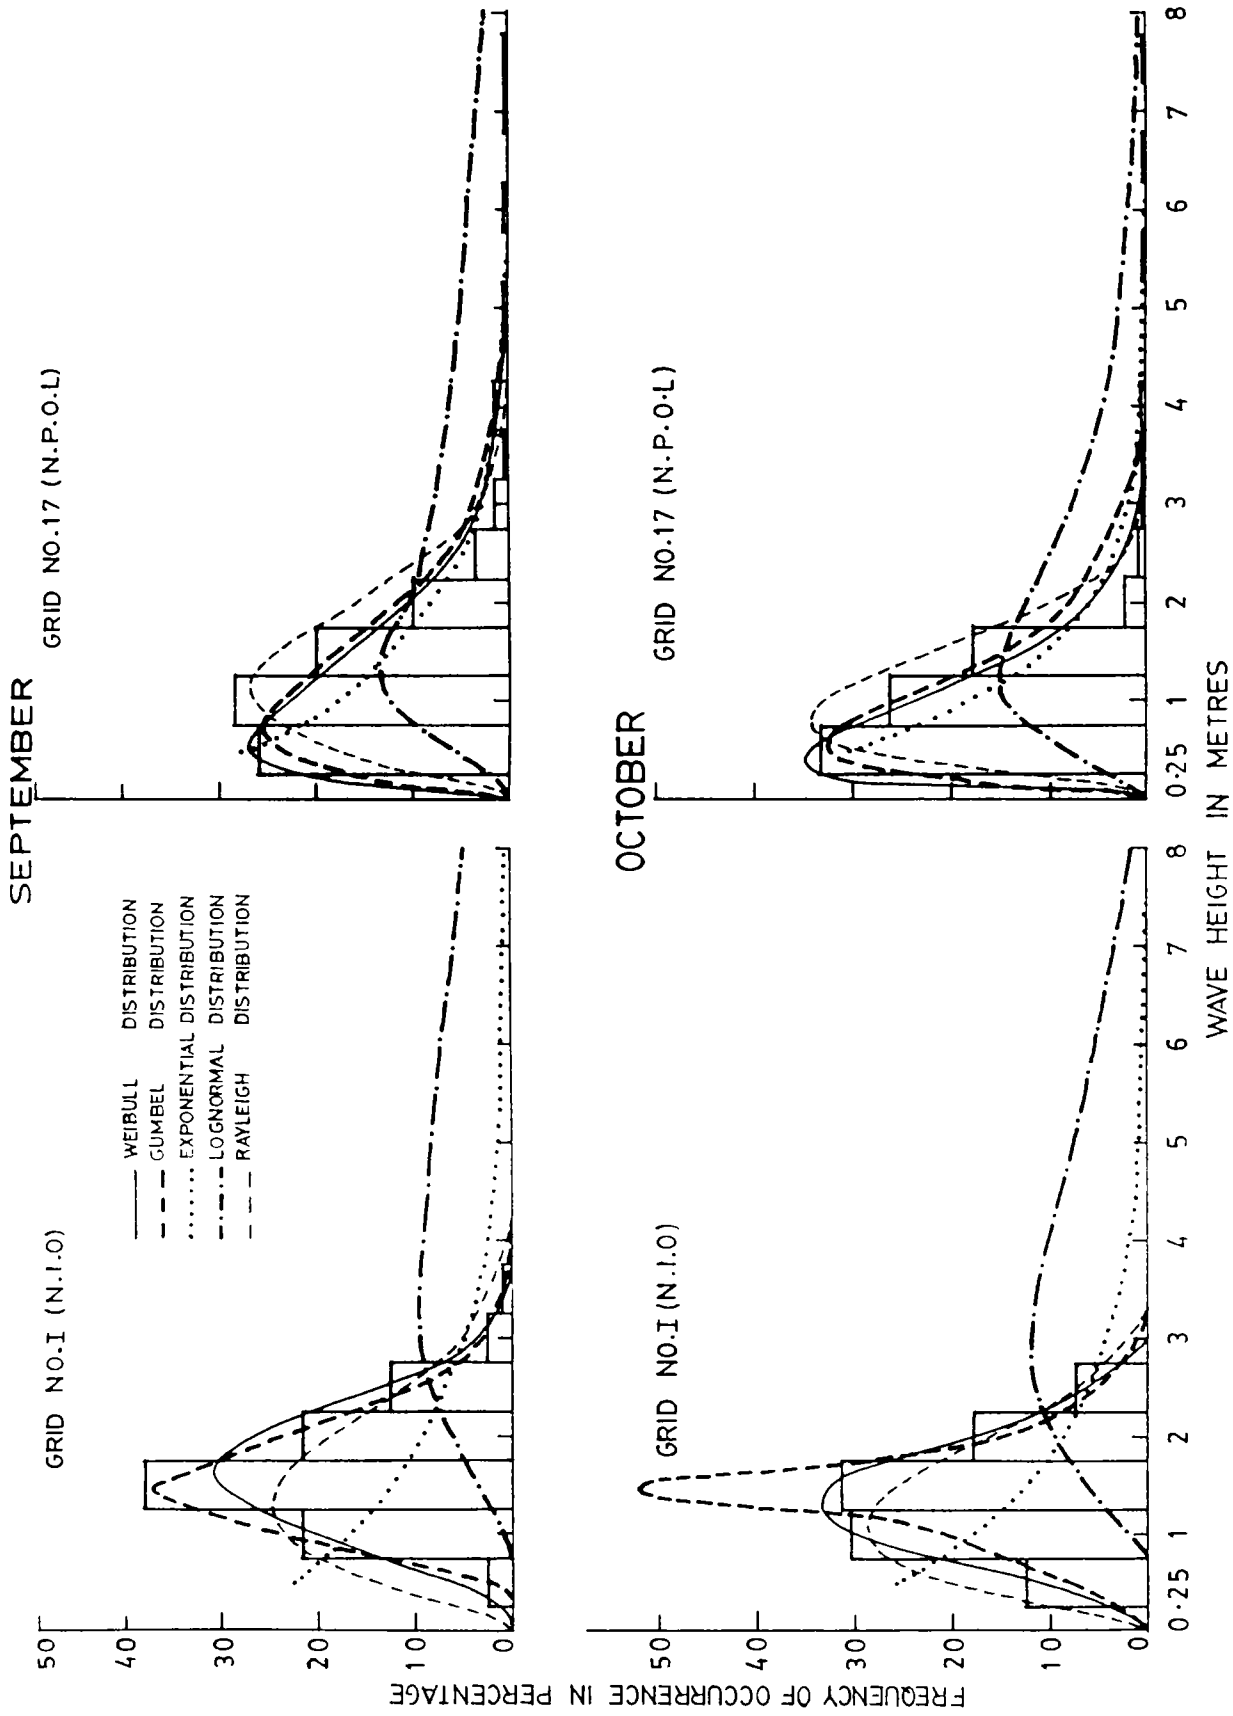 SEPTEMBER
GRID NO.I (N.I.O)
GRID NO.17 (N.P.O.L)
WEIBULL DISTRIBUTION
GUMBEL DISTRIBUTION
EXPONENTIAL DISTRIBUTION
LOGNORMAL DISTRIBUTION
RAYLEIGH DISTRIBUTION
50
40
30
20
10
0
OCTOBER
GRID NO.I (N.I.O)
GRID NO.17 (N.P.O.L)
50
40
30
20
10
0
0.25 1 2 3 4 5 6 7 8
0.25 1 2 3 4 5 6 7 8
WAVE HEIGHT IN METRES
FREQUENCY OF OCCURRENCE IN PERCENTAGE